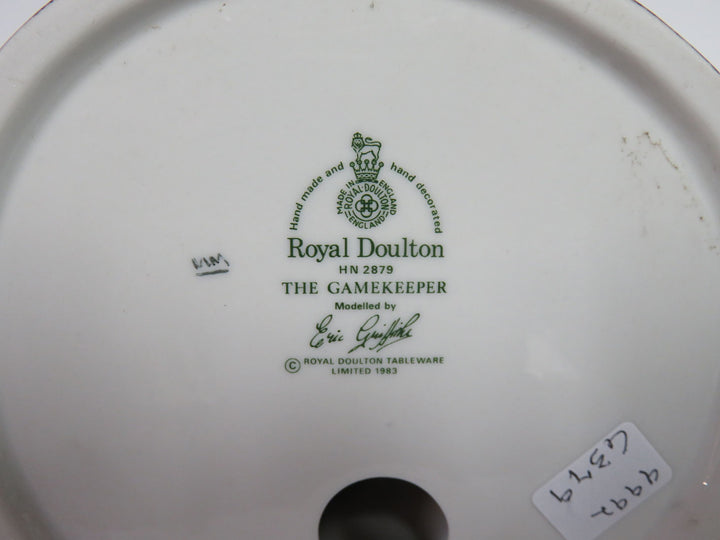 Hand made and hand decorated
MADE IN ENGLAND
ROYAL·DOULTON
ENGLAND
Royal Doulton
HN 2879
THE GAMEKEEPER
Modelled by
Eric Griffiths
© ROYAL DOULTON TABLEWARE
LIMITED 1983
MM